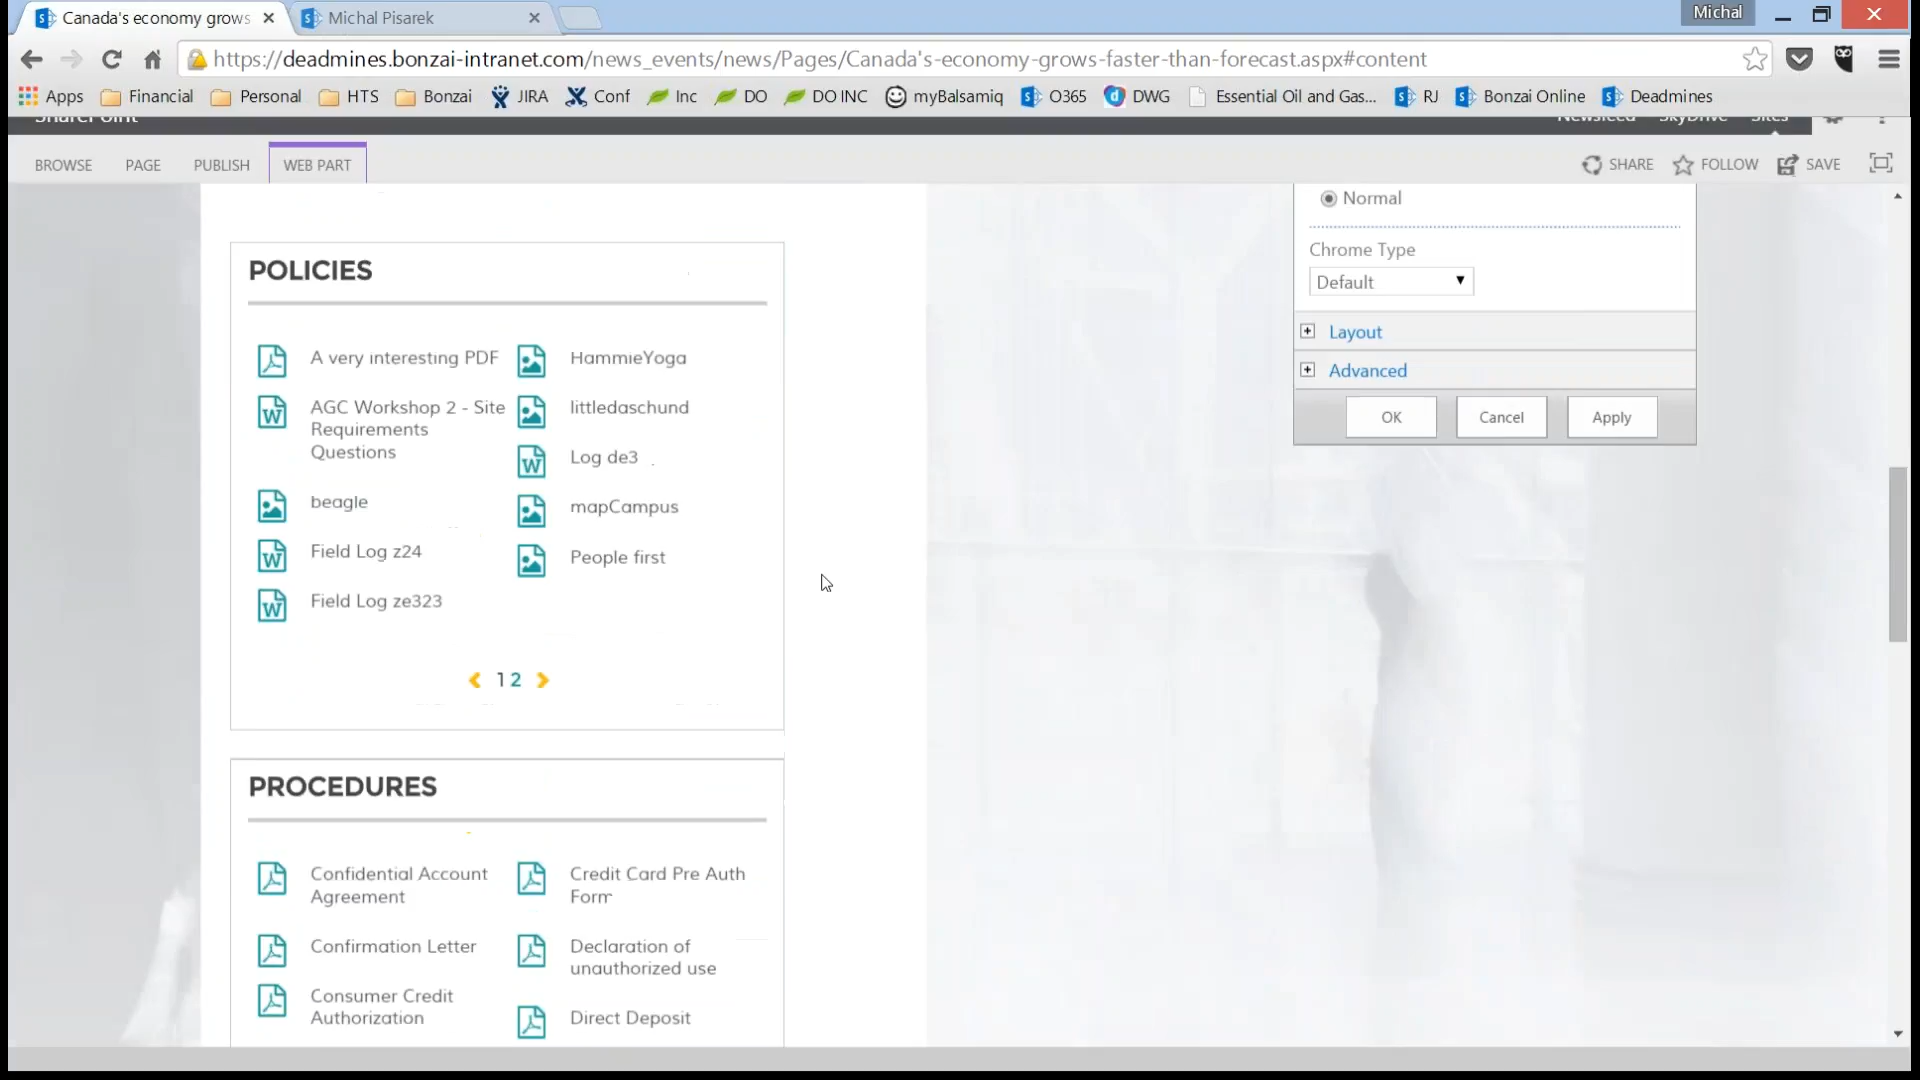 Canada's economy grows
Michal Pisarek
Michal
https://deadmines.bonzai-intranet.com/news_events/news/Pages/Canada's-economy-grows-faster-than-forecast.aspx#content
Apps Financial Personal HTS Bonzai JIRA Conf Inc DO DO INC myBalsamiq O365 DWG Essential Oil and Gas... RJ Bonzai Online Deadmines
SharePoint Newsfeed SkyDrive Sites
BROWSE PAGE PUBLISH WEB PART SHARE FOLLOW SAVE
POLICIES
A very interesting PDF
AGC Workshop 2 - Site
Requirements
Questions
beagle
Field Log z24
Field Log ze323
HammieYoga
littledaschund
Log de3
mapCampus
People first
1 2
PROCEDURES
Confidential Account
Agreement
Confirmation Letter
Consumer Credit
Authorization
Credit Card Pre Auth
Form
Declaration of
unauthorized use
Direct Deposit
Normal
Chrome Type
Default
Layout
Advanced
OK Cancel Apply